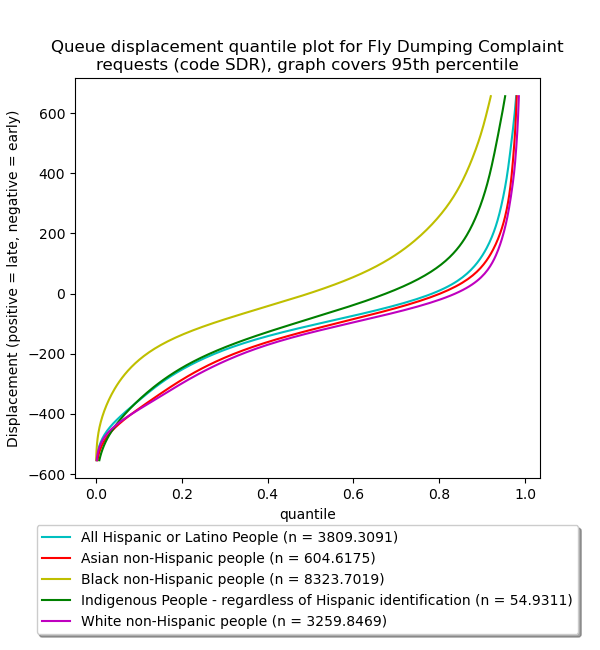 Queue displacement quantile plot for Fly Dumping Complaint
requests (code SDR), graph covers 95th percentile
Displacement (positive = late, negative = early)
600
400
200
0
−200
−400
−600
0.0 0.2 0.4 0.6 0.8 1.0
quantile
All Hispanic or Latino People (n = 3809.3091)
Asian non-Hispanic people (n = 604.6175)
Black non-Hispanic people (n = 8323.7019)
Indigenous People - regardless of Hispanic identification (n = 54.9311)
White non-Hispanic people (n = 3259.8469)